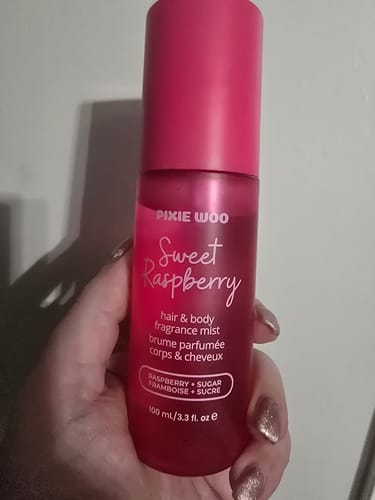 PIXIE WOO
Sweet
Raspberry
hair & body
fragrance mist
brume parfumée
corps & cheveux
RASPBERRY + SUGAR
FRAMBOISE + SUCRE
100 mL/3.3 fl. oz e